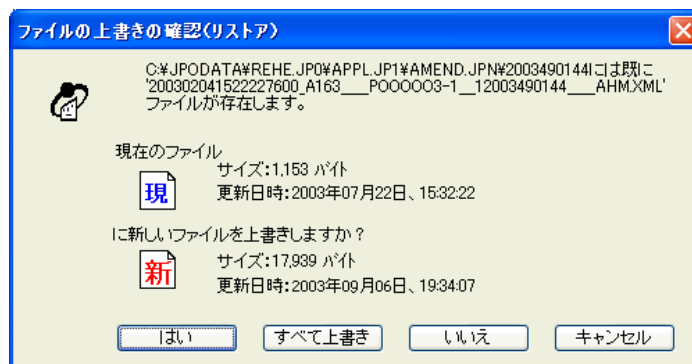 ファイルの上書きの確認(リストア)
C:¥JPODATA¥REHE.JP0¥APPL.JP1¥AMEND.JPN¥2003490144には既に
'200302041522227600_A163___POOOOO3-1__12003490144___AHM.XML'
ファイルが存在します。
現在のファイル
サイズ:1,153 バイト
現
更新日時:2003年07月22日、15:32:22
に新しいファイルを上書きしますか?
サイズ:17,939 バイト
新
更新日時:2003年09月06日、19:34:07
はい
すべて上書き
いいえ
キャンセル